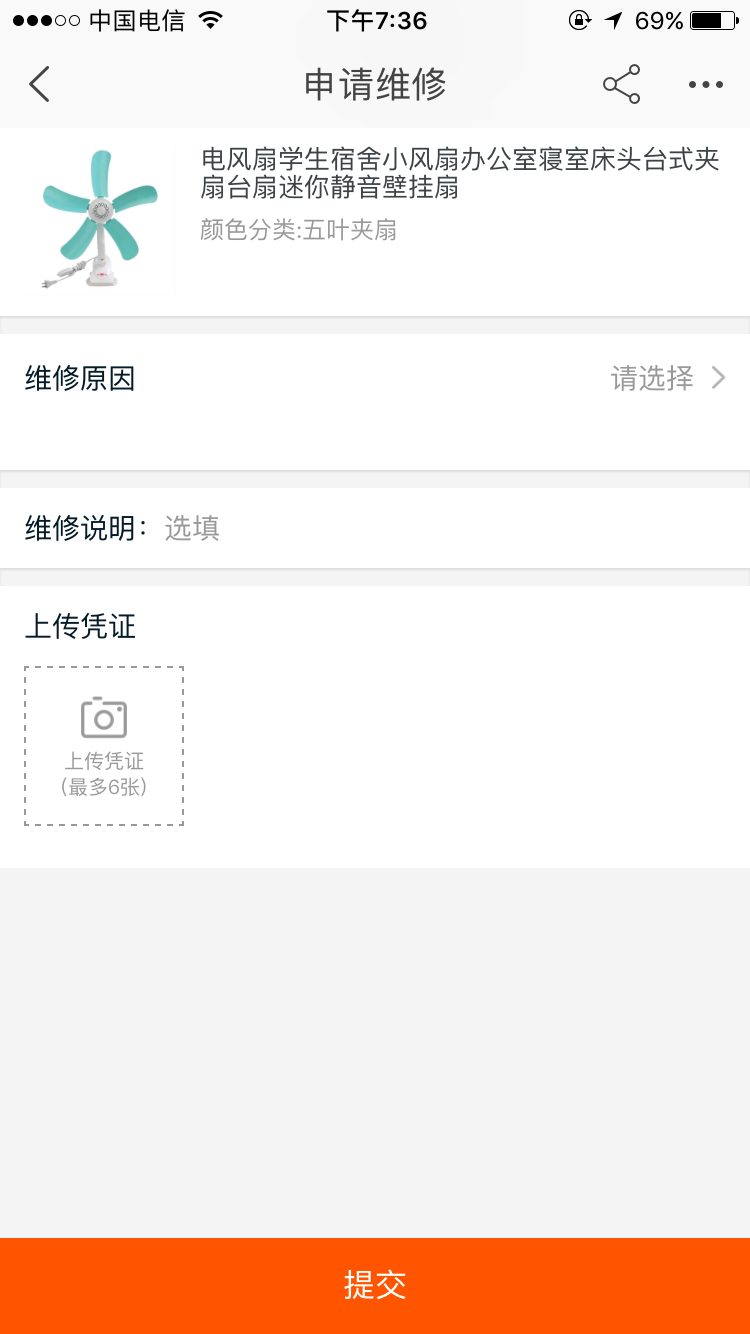 中国电信
下午7:36
69%
申请维修
电风扇学生宿舍小风扇办公室寝室床头台式夹
扇台扇迷你静音壁挂扇
颜色分类:五叶夹扇
维修原因
请选择
维修说明：选填
上传凭证
上传凭证
(最多6张)
提交